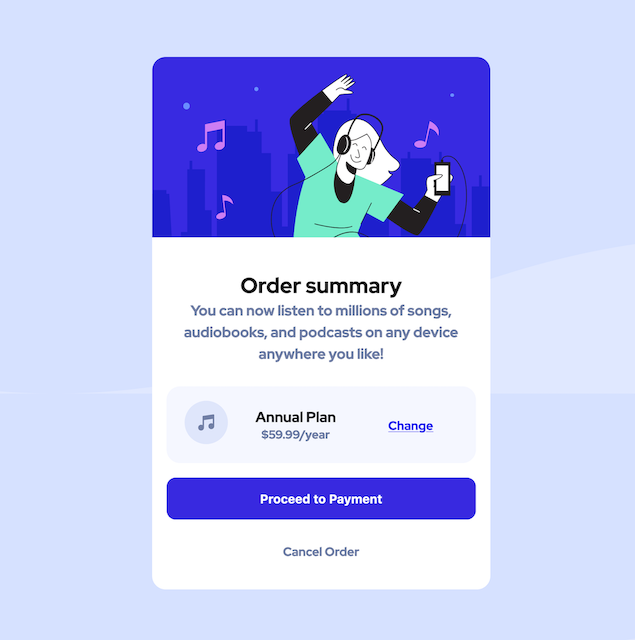 Order summary
You can now listen to millions of songs,
audiobooks, and podcasts on any device
anywhere you like!
Annual Plan
$59.99/year
Change
Proceed to Payment
Cancel Order